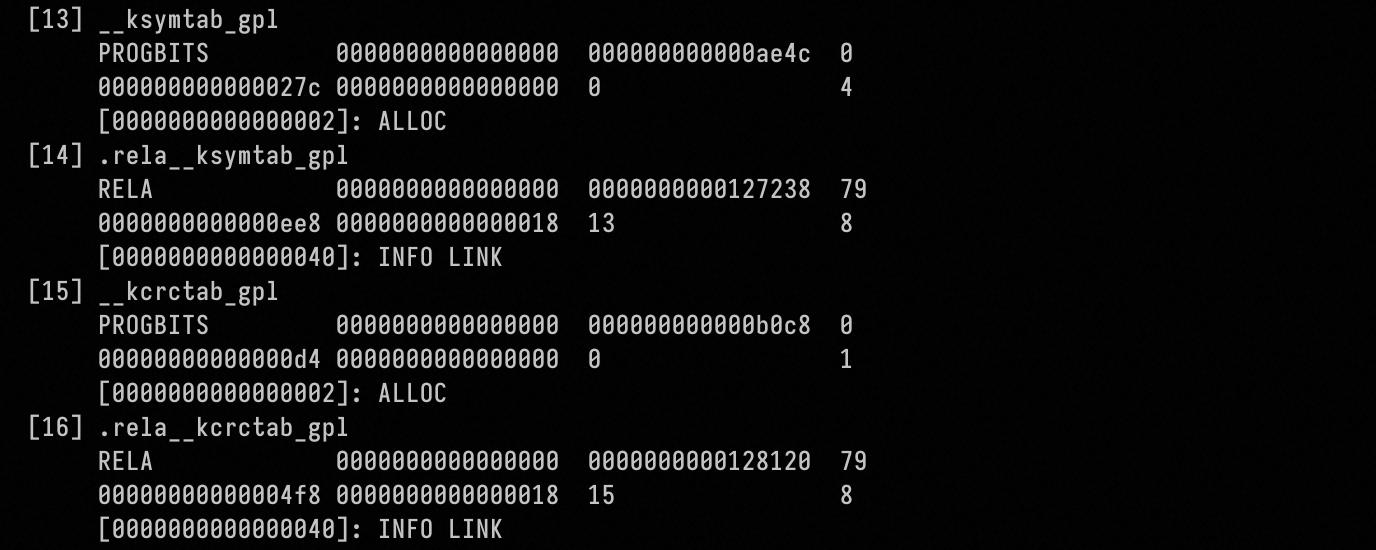 [13] __ksymtab_gpl
PROGBITS 0000000000000000 000000000000ae4c 0
000000000000027c 0000000000000000 0 4
[0000000000000002]: ALLOC
[14] .rela__ksymtab_gpl
RELA 0000000000000000 0000000000127238 79
0000000000000ee8 0000000000000018 13 8
[0000000000000040]: INFO LINK
[15] __kcrctab_gpl
PROGBITS 0000000000000000 000000000000b0c8 0
00000000000000d4 0000000000000000 0 1
[0000000000000002]: ALLOC
[16] .rela__kcrctab_gpl
RELA 0000000000000000 0000000000128120 79
00000000000004f8 0000000000000018 15 8
[0000000000000040]: INFO LINK